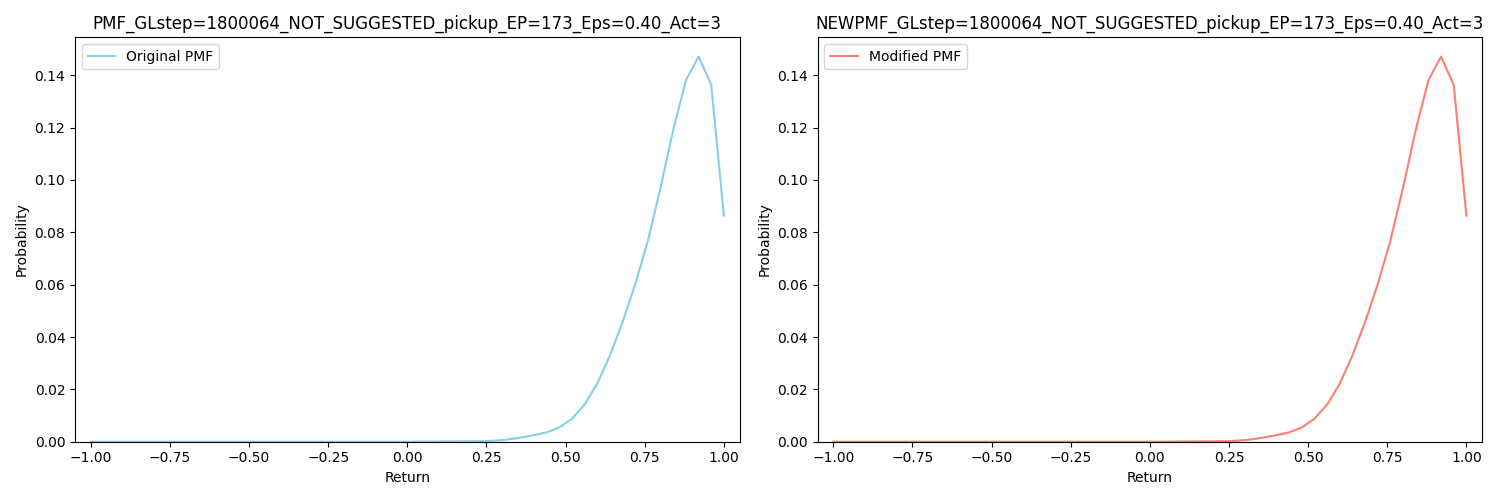 PMF_GLstep=1800064_NOT_SUGGESTED_pickup_EP=173_Eps=0.40_Act=3
Original PMF
Probability
0.14
0.12
0.10
0.08
0.06
0.04
0.02
0.00
−1.00 −0.75 −0.50 −0.25 0.00 0.25 0.50 0.75 1.00
Return
NEWPMF_GLstep=1800064_NOT_SUGGESTED_pickup_EP=173_Eps=0.40_Act=3
Modified PMF
Probability
0.14
0.12
0.10
0.08
0.06
0.04
0.02
0.00
−1.00 −0.75 −0.50 −0.25 0.00 0.25 0.50 0.75 1.00
Return